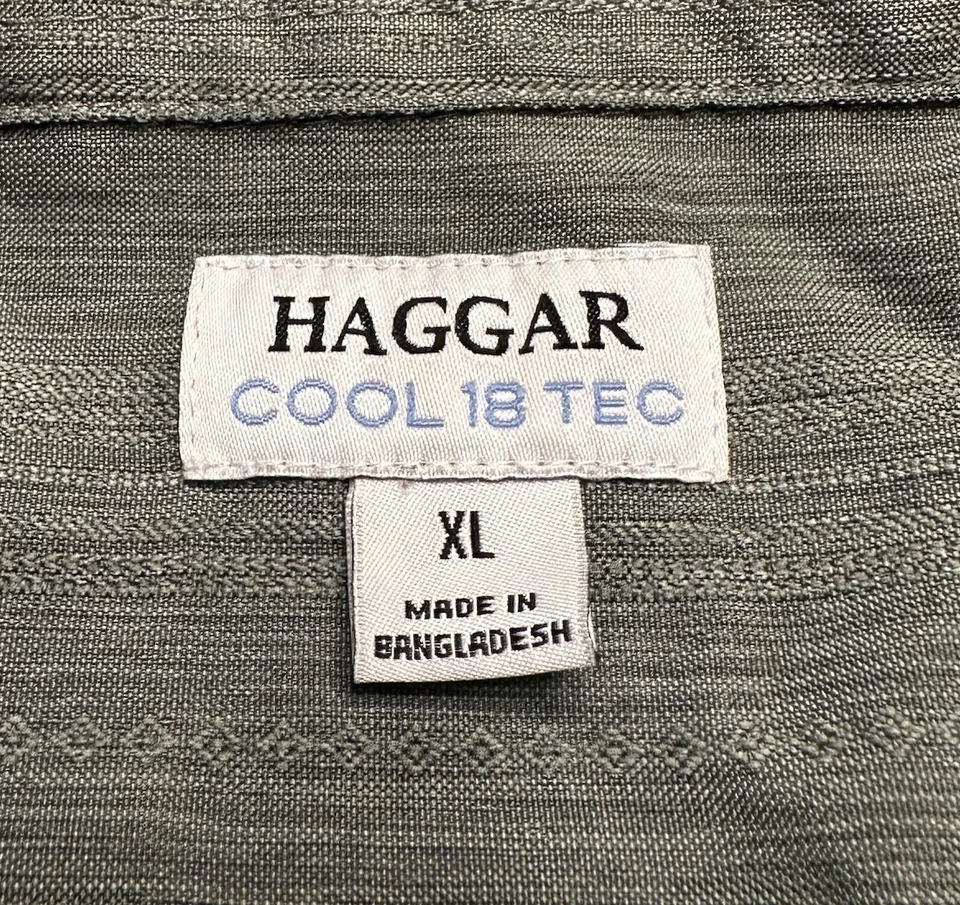 HAGGAR
COOL 18 TEC
XL
MADE IN
BANGLADESH